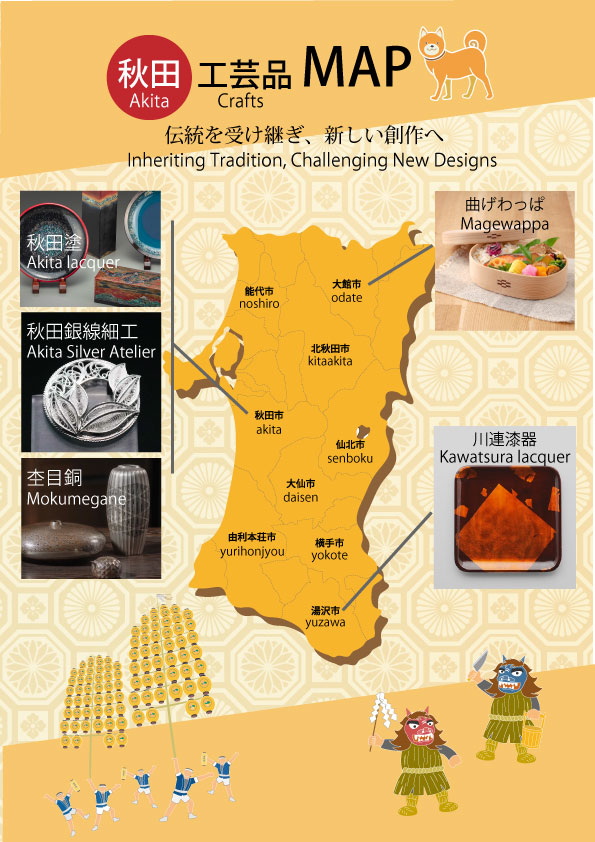 秋田
Akita
工芸品 MAP
Crafts
伝統を受け継ぎ、新しい創作へ
Inheriting Tradition, Challenging New Designs
秋田塗
Akita lacquer
秋田銀線細工
Akita Silver Atelier
杢目銅
Mokumegane
曲げわっぱ
Magewappa
川連漆器
Kawatsura lacquer
能代市
noshiro
大館市
odate
北秋田市
kitaakita
秋田市
akita
仙北市
senboku
大仙市
daisen
由利本荘市
yurihonjyou
横手市
yokote
湯沢市
yuzawa